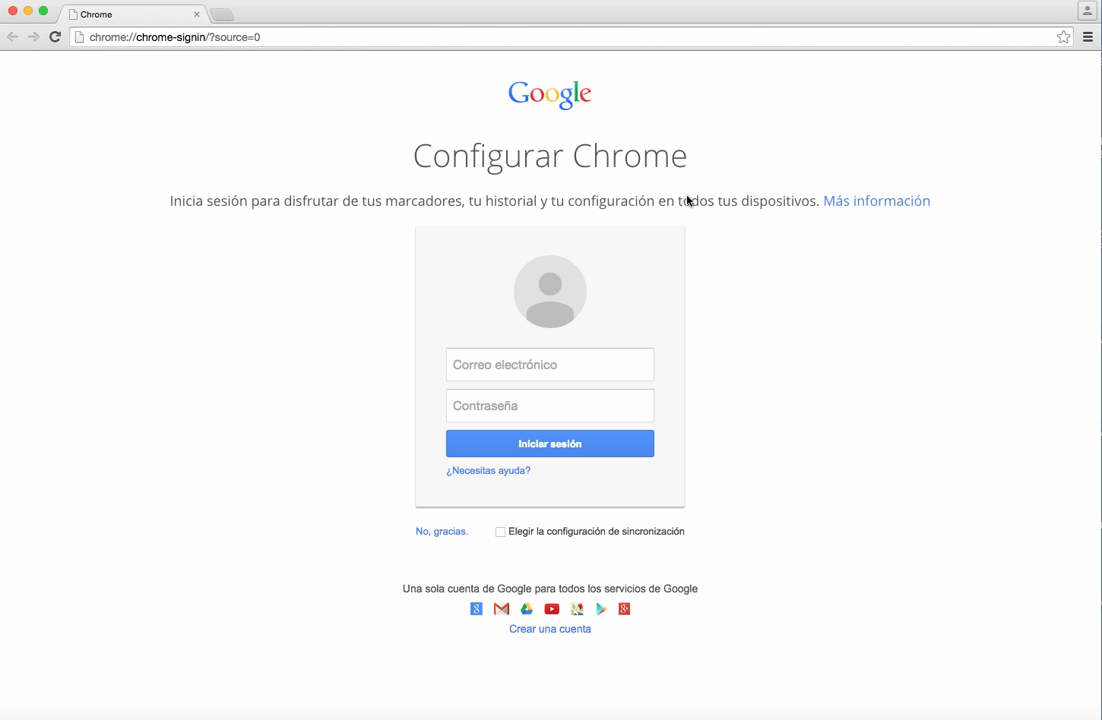 Chrome
chrome://chrome-signin/?source=0
Google
Configurar Chrome
Inicia sesión para disfrutar de tus marcadores, tu historial y tu configuración en todos tus dispositivos. Más información
Correo electrónico
Contraseña
Iniciar sesión
¿Necesitas ayuda?
No, gracias. Elegir la configuración de sincronización
Una sola cuenta de Google para todos los servicios de Google
Crear una cuenta